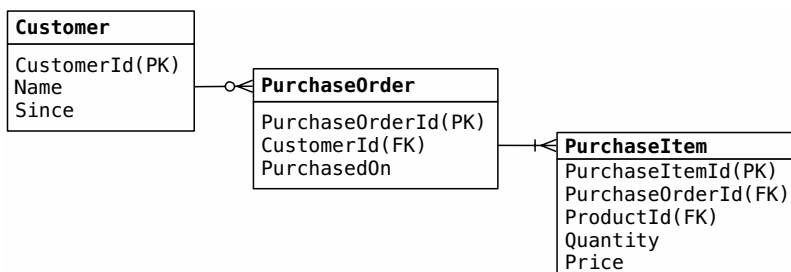 Customer
CustomerId(PK)
Name
Since
PurchaseOrder
PurchaseOrderId(PK)
CustomerId(FK)
PurchasedOn
PurchaseItem
PurchaseItemId(PK)
PurchaseOrderId(FK)
ProductId(FK)
Quantity
Price